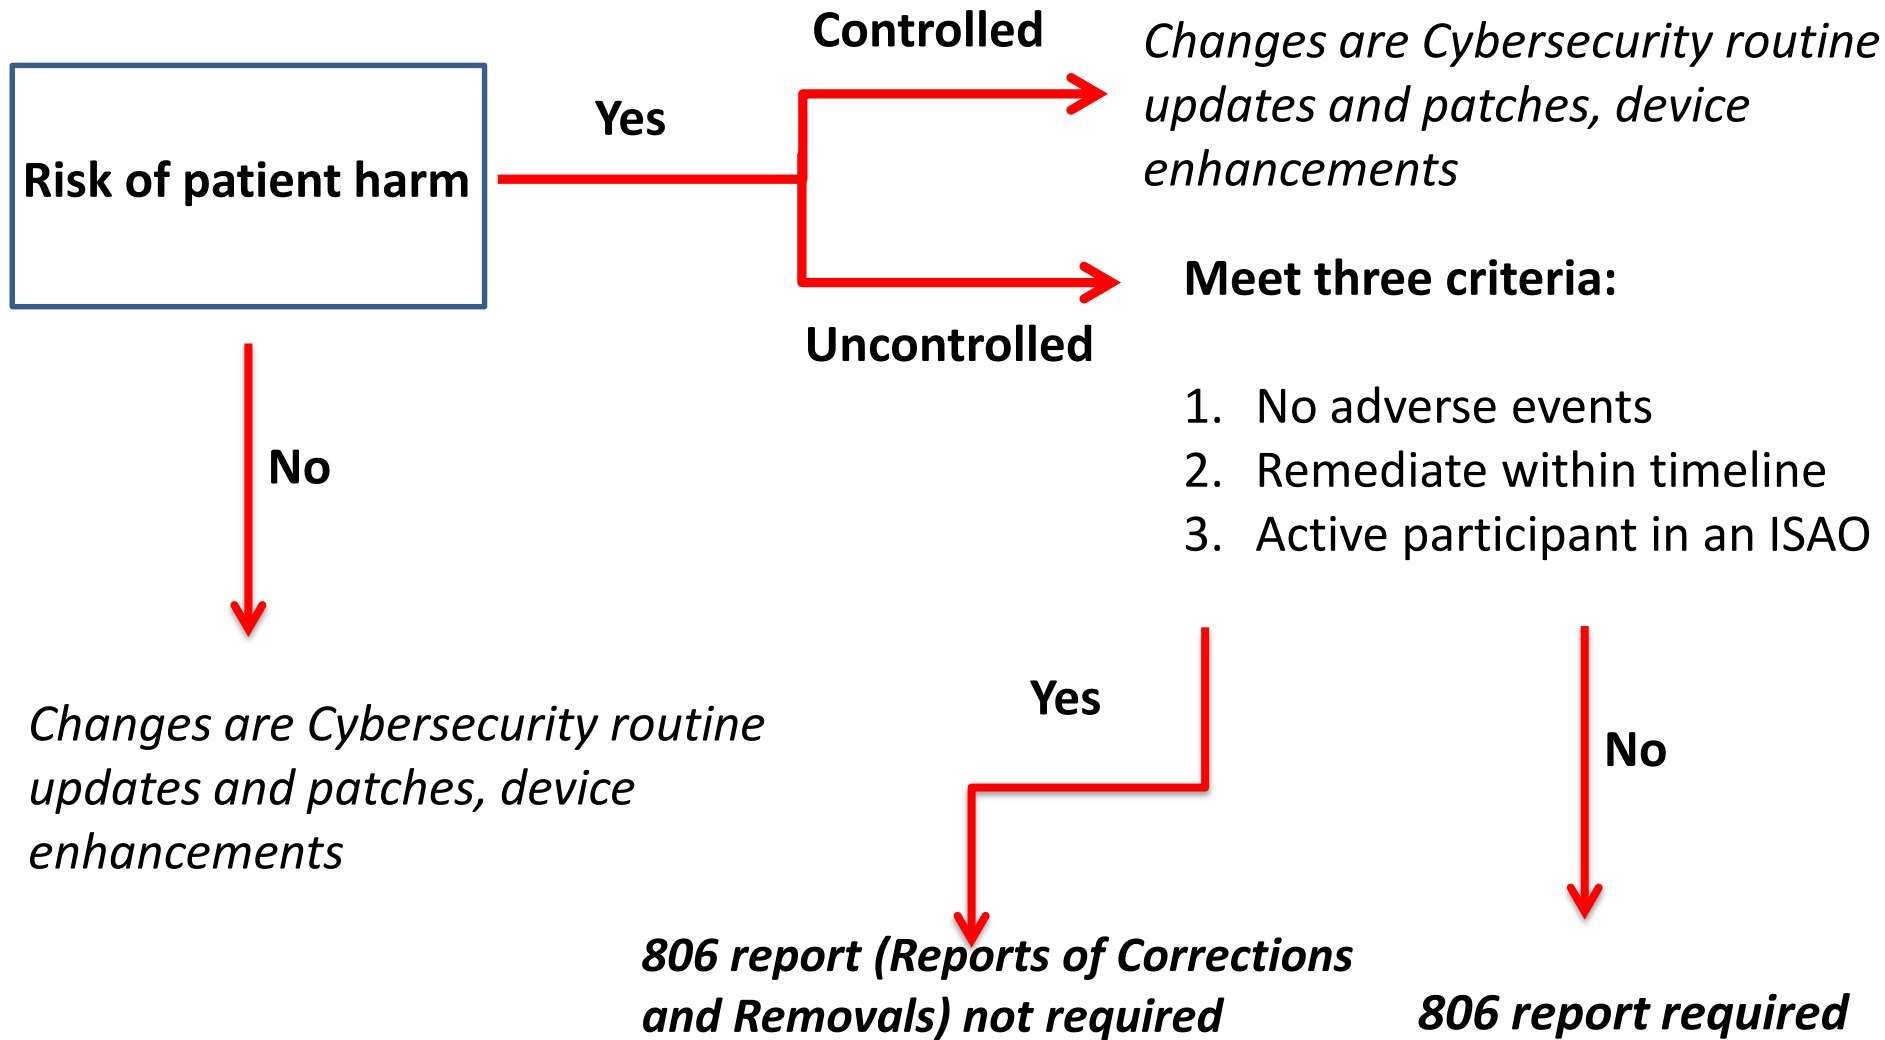 Controlled
Changes are Cybersecurity routine
updates and patches, device
enhancements
Yes
Risk of patient harm
Meet three criteria:
Uncontrolled
1. No adverse events
2. Remediate within timeline
3. Active participant in an ISAO
No
Changes are Cybersecurity routine
updates and patches, device
enhancements
Yes
No
806 report (Reports of Corrections
and Removals) not required
806 report required